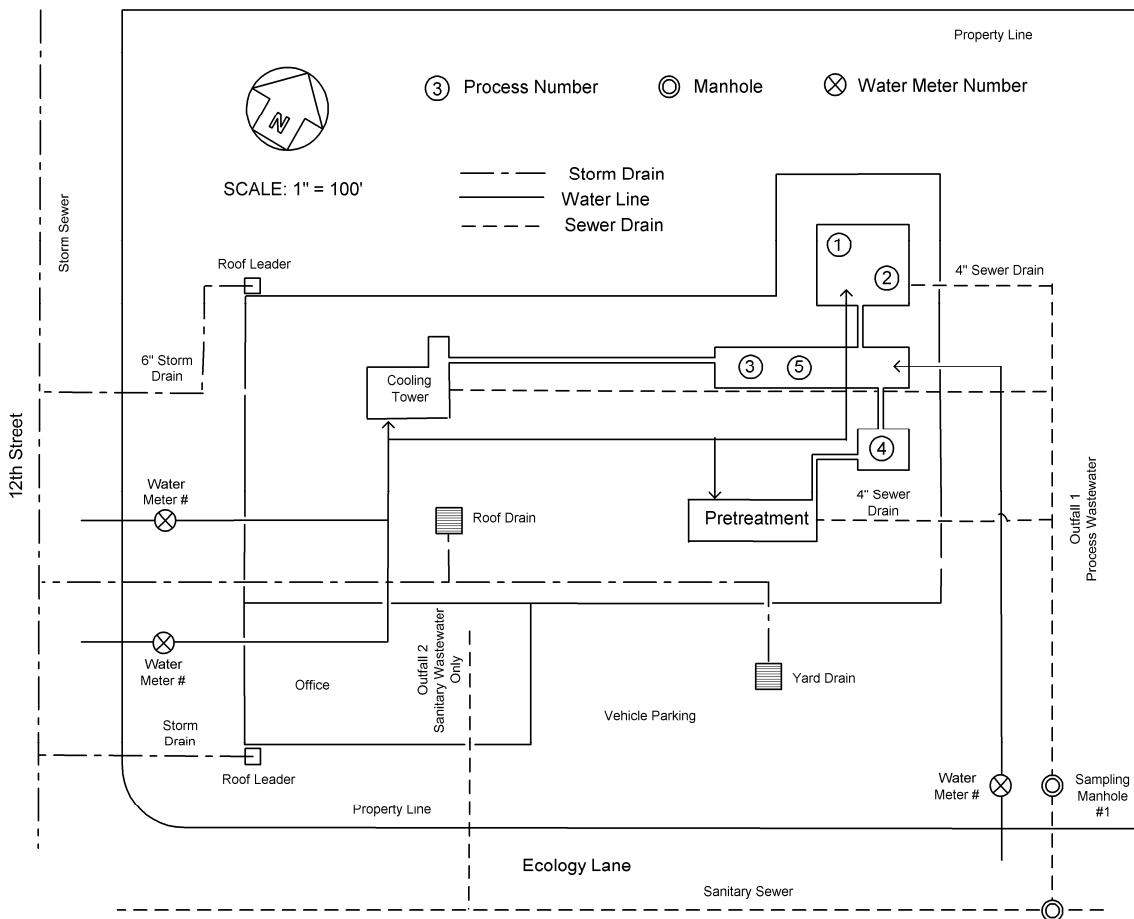 Property Line
N
3 Process Number
Manhole
Water Meter Number
SCALE: 1" = 100'
Storm Drain
Water Line
Sewer Drain
Storm Sewer
12th Street
Roof Leader
6" Storm
Drain
1
2
4" Sewer Drain
Cooling
Tower
3
5
4
Water
Meter #
Roof Drain
Pretreatment
4" Sewer
Drain
Outfall 1
Process Wastewater
Water
Meter #
Office
Outfall 2
Sanitary Wastewater
Only
Yard Drain
Vehicle Parking
Storm
Drain
Roof Leader
Property Line
Water
Meter #
Sampling
Manhole
#1
Ecology Lane
Sanitary Sewer